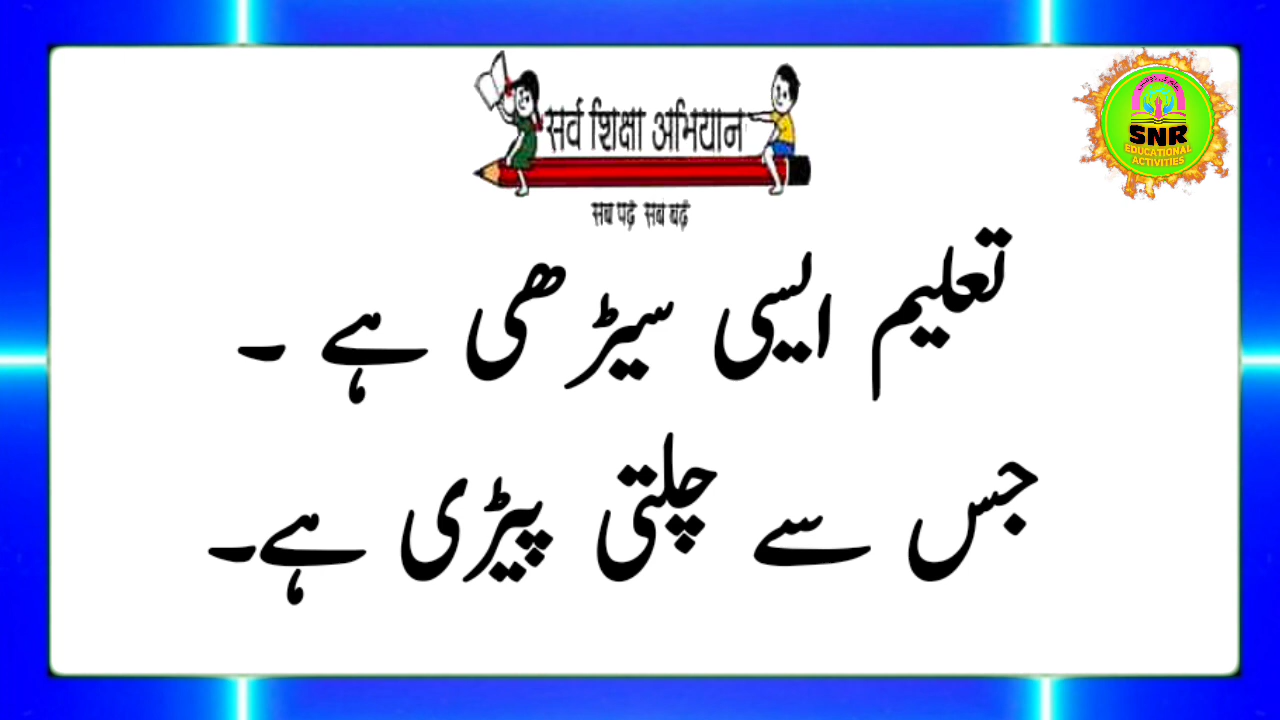 सर्व शिक्षा अभियान
सब पढ़े सब बढ़े
SNR
EDUCATIONAL
ACTIVITIES
تعلیم ایسی سیڑھی ہے ۔
جس سے چلتی پیڑی ہے۔